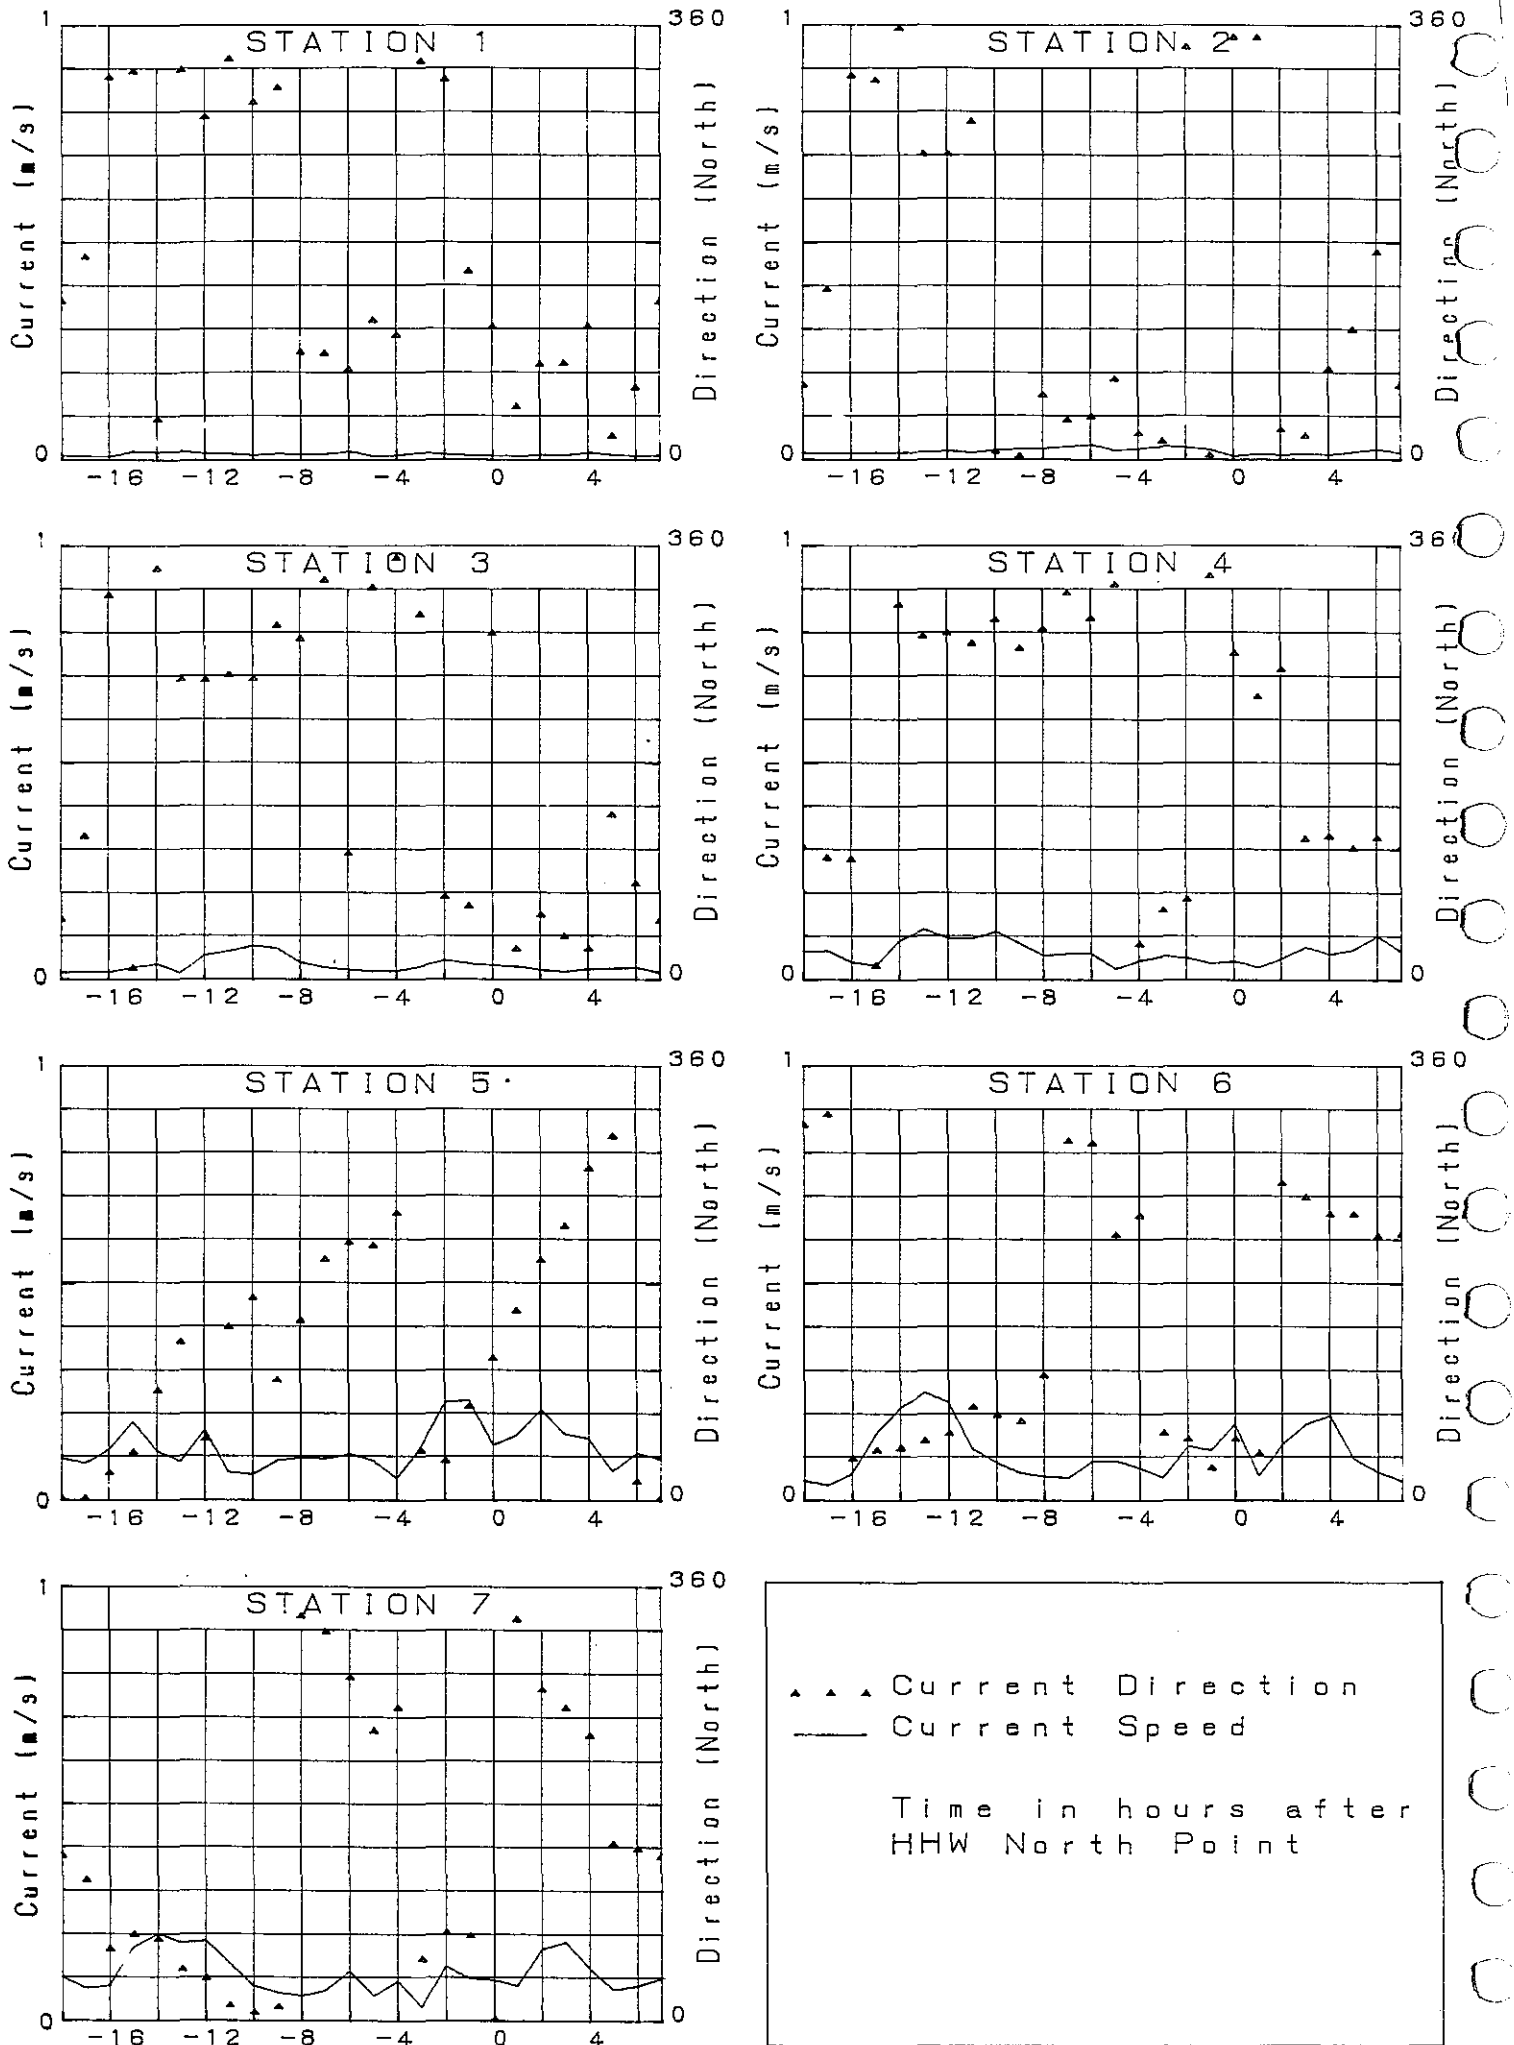 1 STATION 1 360
Current (m/s)
Direction (North)
0 0
-16 -12 -8 -4 0 4
STATION 2 360
Current (m/s)
Direction (North)
0 0
-16 -12 -8 -4 0 4
1 STATION 3 360
Current (m/s)
Direction (North)
0 0
-16 -12 -8 -4 0 4
1 STATION 4 360
Current (m/s)
Direction (North)
0 0
-16 -12 -8 -4 0 4
1 STATION 5 360
Current (m/s)
Direction (North)
0 0
-16 -12 -8 -4 0 4
1 STATION 6 360
Current (m/s)
Direction (North)
0 0
-16 -12 -8 -4 0 4
1 STATION 7 360
Current (m/s)
Direction (North)
0 0
-16 -12 -8 -4 0 4
Current Direction
Current Speed
Time in hours after
HHW North Point